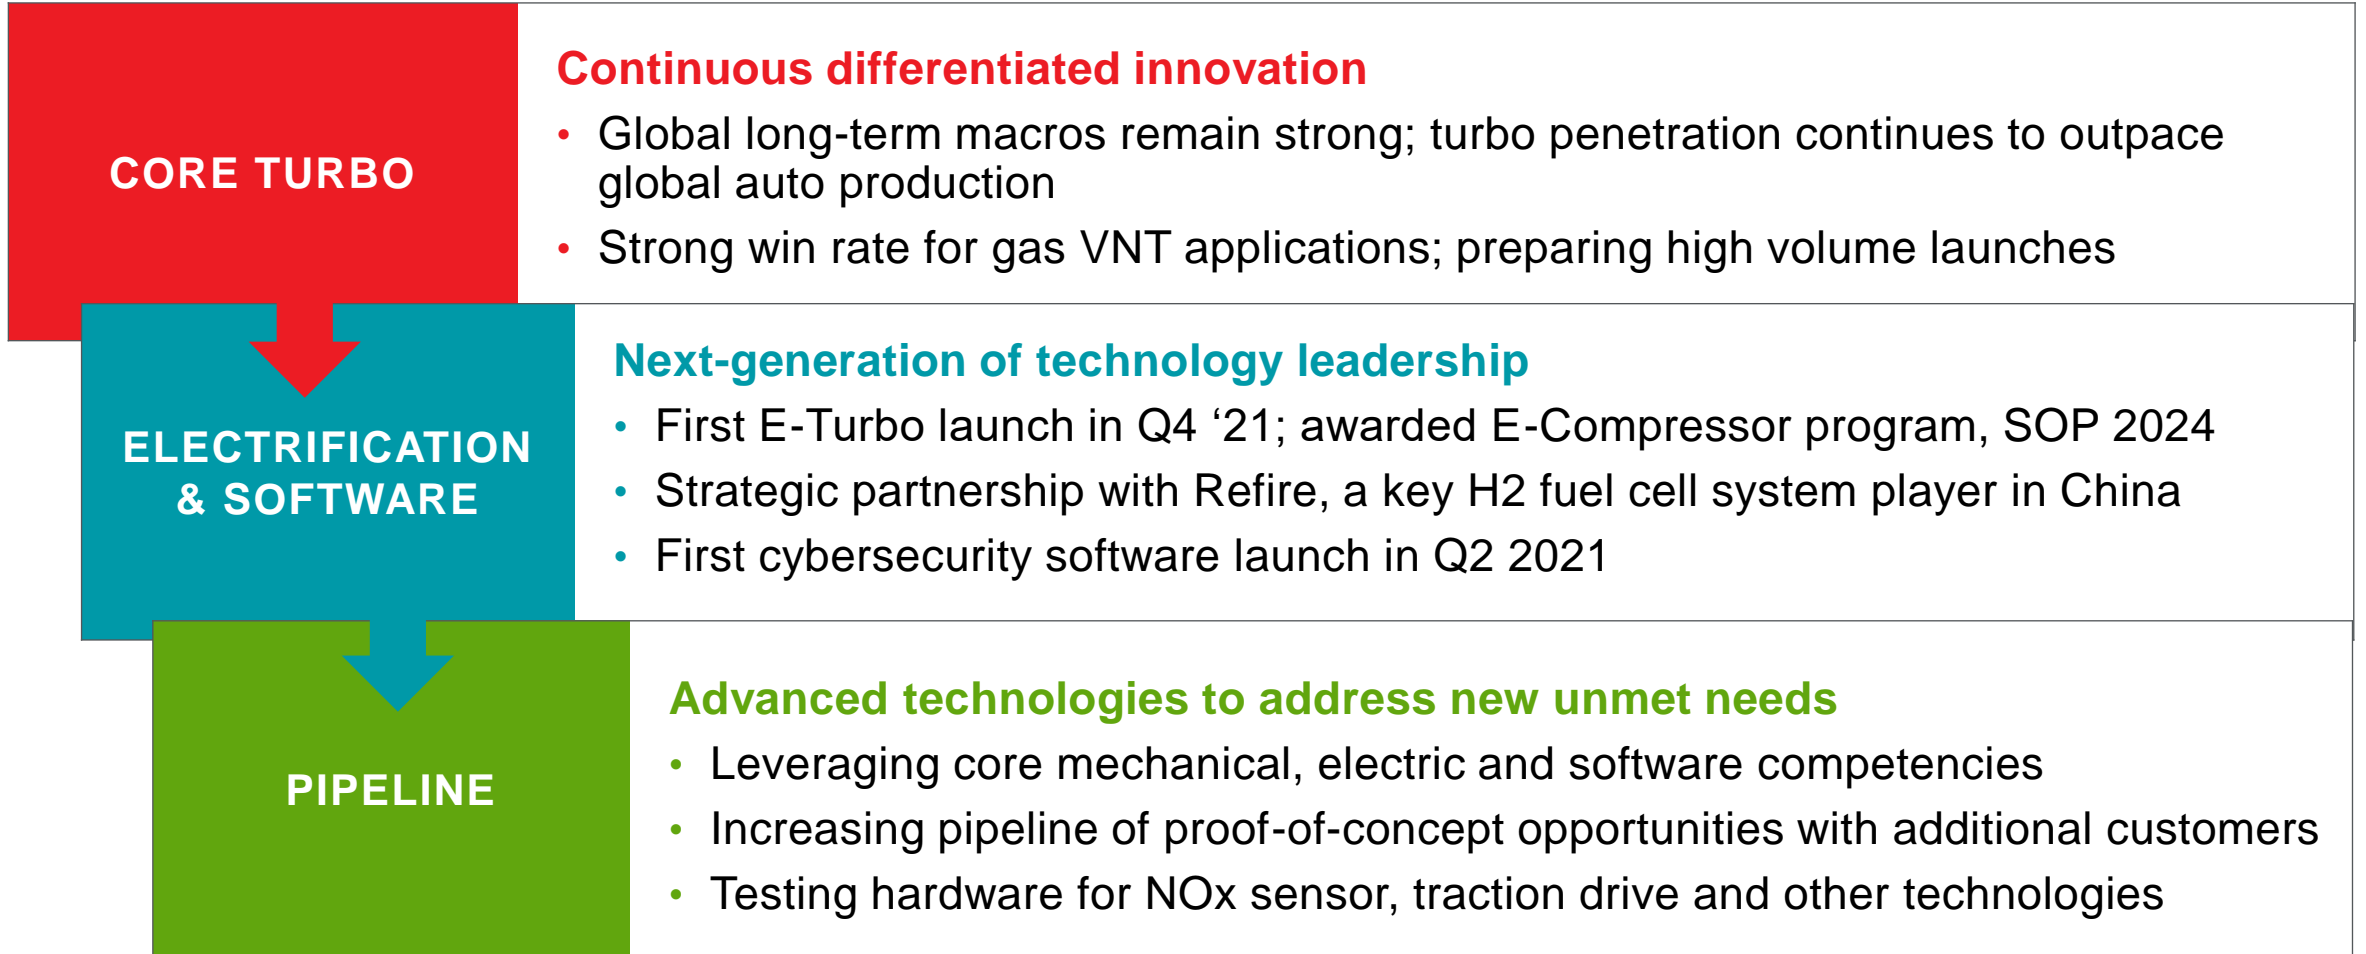 CORE TURBO
Continuous differentiated innovation
• Global long-term macros remain strong; turbo penetration continues to outpace
global auto production
• Strong win rate for gas VNT applications; preparing high volume launches
ELECTRIFICATION
& SOFTWARE
Next-generation of technology leadership
• First E-Turbo launch in Q4 ‘21; awarded E-Compressor program, SOP 2024
• Strategic partnership with Refire, a key H2 fuel cell system player in China
• First cybersecurity software launch in Q2 2021
PIPELINE
Advanced technologies to address new unmet needs
• Leveraging core mechanical, electric and software competencies
• Increasing pipeline of proof-of-concept opportunities with additional customers
• Testing hardware for NOx sensor, traction drive and other technologies